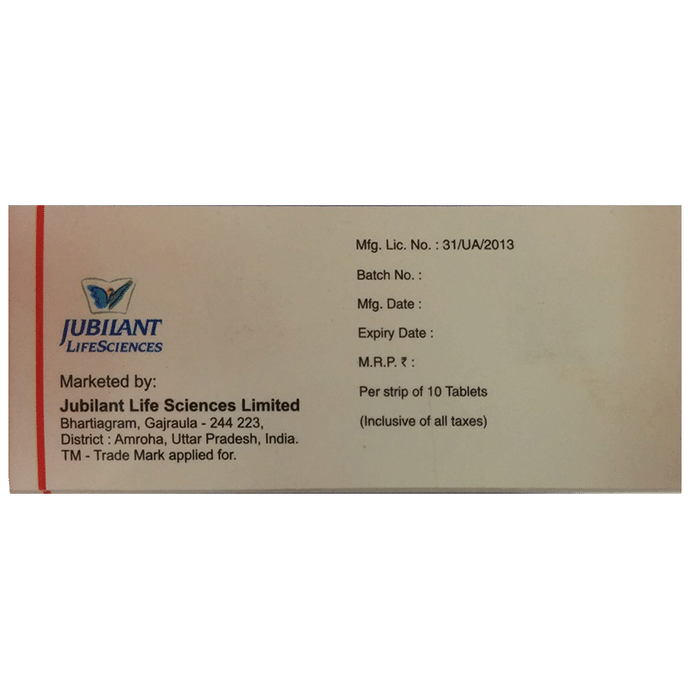 JUBILANT
LIFESCIENCES
Marketed by:
Jubilant Life Sciences Limited
Bhartiagram, Gajraula - 244 223,
District : Amroha, Uttar Pradesh, India.
TM - Trade Mark applied for.
Mfg. Lic. No. : 31/UA/2013
Batch No. :
Mfg. Date :
Expiry Date :
M.R.P. ₹ :
Per strip of 10 Tablets
(Inclusive of all taxes)